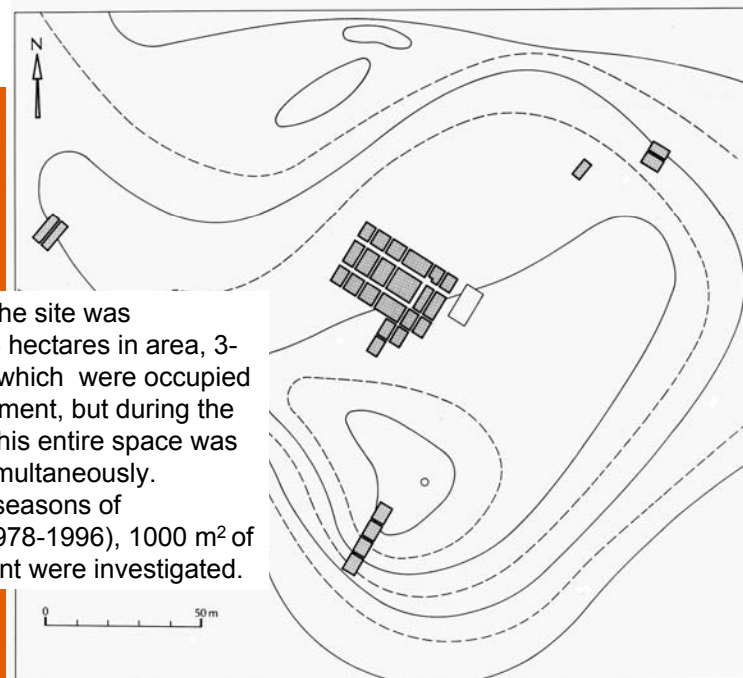 N
he site was
hectares in area, 3-
which were occupied
ment, but during the
his entire space was
multaneously.
seasons of
978-1996), 1000 m² of
nt were investigated.
0 50 m